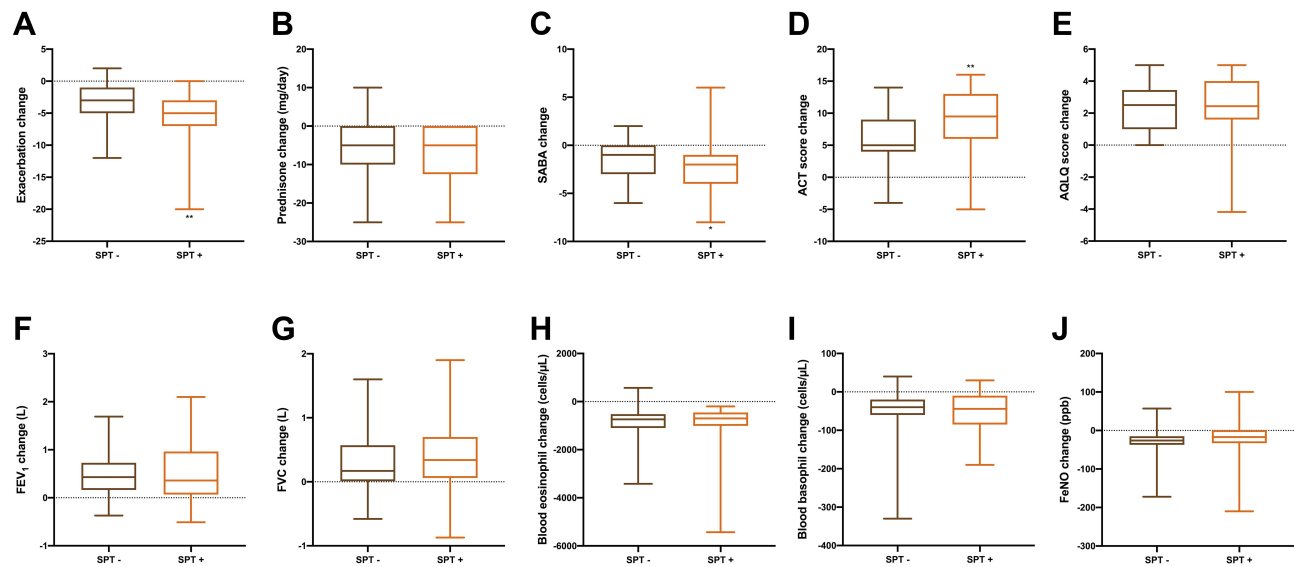 A
B
C
D
E
Exacerbation change
5
0
-5
-10
-15
-20
-25
**
SPT -
SPT +
Prednisone change (mg/day)
20
10
0
-10
-20
-30
SPT -
SPT +
SABA change
10
5
0
-5
-10
*
SPT -
SPT +
ACT score change
20
15
10
5
0
-5
-10
**
SPT -
SPT +
AQLQ score change
6
4
2
0
2
4
6
SPT -
SPT +
F
G
H
I
J
FEV1 change (L)
3
2
1
0
-1
SPT -
SPT +
FVC change (L)
2
1
0
-1
SPT -
SPT +
Blood eosinophil change (cells/µL)
2000
0
-2000
-4000
-6000
SPT -
SPT +
Blood basophil change (cells/µL)
100
0
-100
-200
-300
-400
SPT -
SPT +
FeNO change (ppb)
200
100
0
-100
-200
-300
SPT -
SPT +